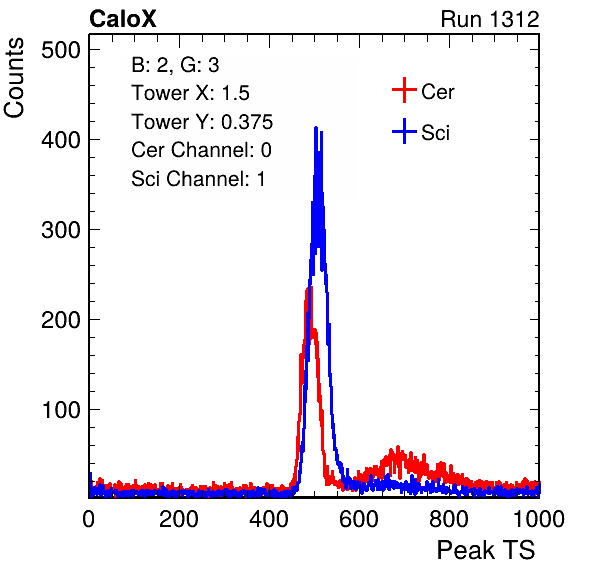 CaloX Run 1312
Counts
500
400
300
200
100
B: 2, G: 3
Tower X: 1.5
Tower Y: 0.375
Cer Channel: 0
Sci Channel: 1
Cer
Sci
0 200 400 600 800 1000
Peak TS